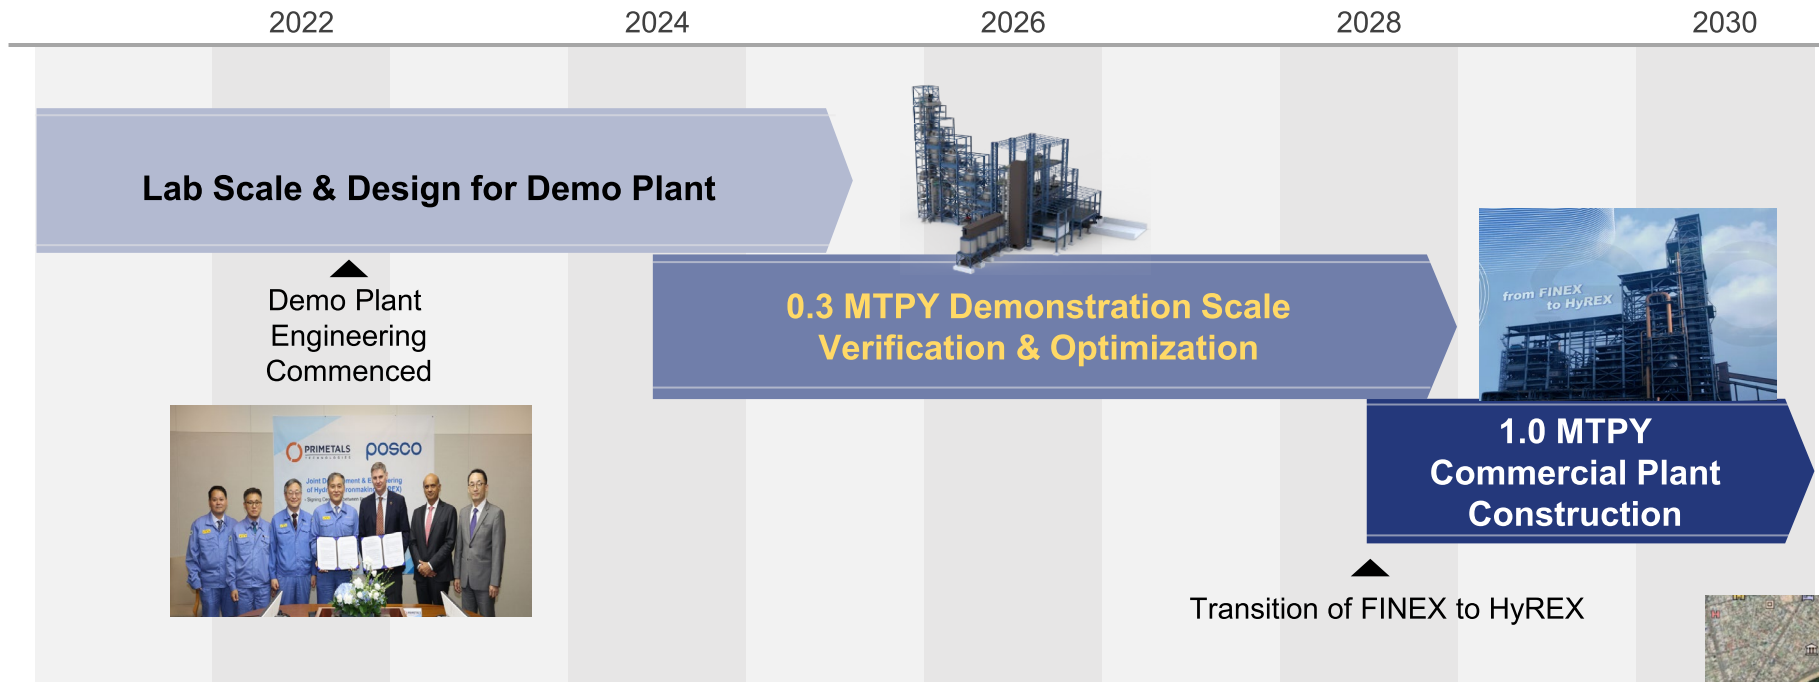 2022
2024
2026
2028
2030
Lab Scale & Design for Demo Plant
Demo Plant
Engineering
Commenced
0.3 MTPY Demonstration Scale
Verification & Optimization
from FINEX
to HyREX
PRIMETALS
TECHNOLOGIES
posco
1.0 MTPY
Commercial Plant
Construction
Transition of FINEX to HyREX